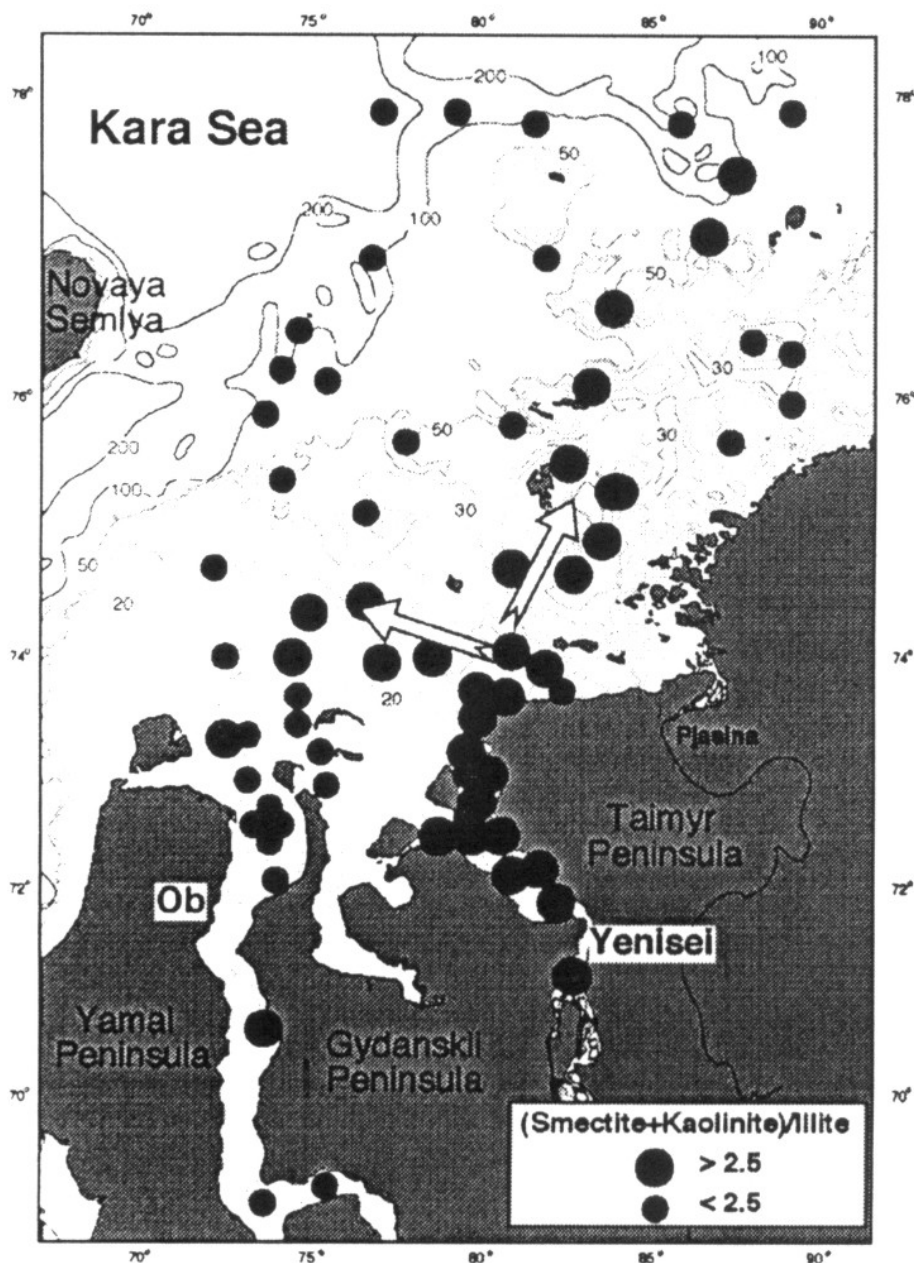 70° 75° 80° 85° 90°
100
200
78°
Kara Sea
50
200
100
Novaya
Semlya
50
30
76°
50
30
200
100
30
50
20
74°
20
Pjasina
Taimyr
Peninsula
72°
Ob
Yenisei
Yamal
Peninsula
Gydanskii
Peninsula
70°
70°
(Smectite+Kaolinite)/Illite
> 2.5
< 2.5
70° 75° 80° 85° 90°